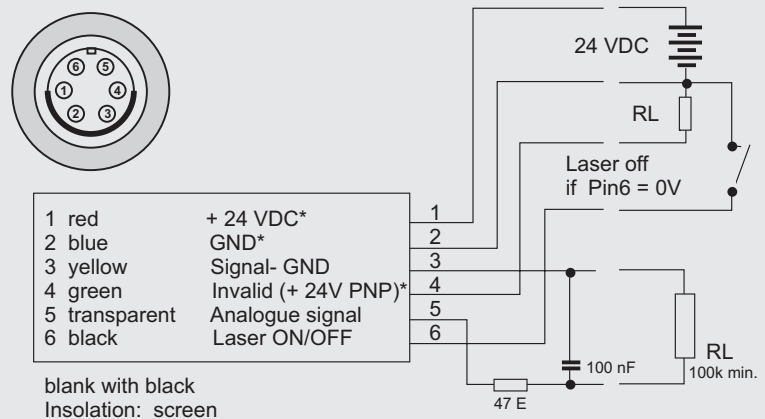 6 5
1 4
2 3
24 VDC
RL
Laser off
if Pin6 = 0V
1 red + 24 VDC*
2 blue GND*
3 yellow Signal- GND
4 green Invalid (+ 24V PNP)*
5 transparent Analogue signal
6 black Laser ON/OFF
1
2
3
4
5
6
100 nF
RL
100k min.
47 E
blank with black
Insolation: screen